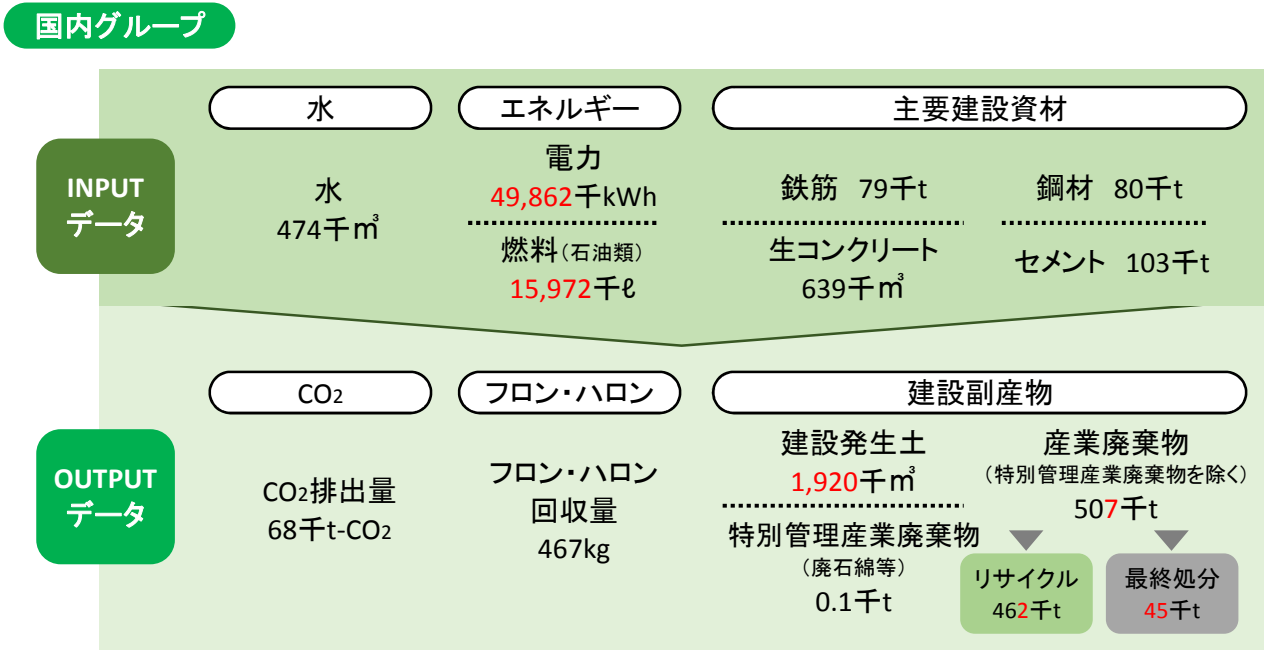 国内グループ
水
エネルギー
主要建設資材
INPUT
データ
水
474千㎥
電力
49,862千kWh
燃料（石油類）
15,972千ℓ
鉄筋 79千t
鋼材 80千t
生コンクリート
639千㎥
セメント 103千t
CO2
フロン・ハロン
建設副産物
OUTPUT
データ
CO2排出量
68千t-CO2
フロン・ハロン
回収量
467kg
建設発生土
1,920千㎥
特別管理産業廃棄物
（廃石綿等）
0.1千t
産業廃棄物
（特別管理産業廃棄物を除く）
507千t
リサイクル
462千t
最終処分
45千t